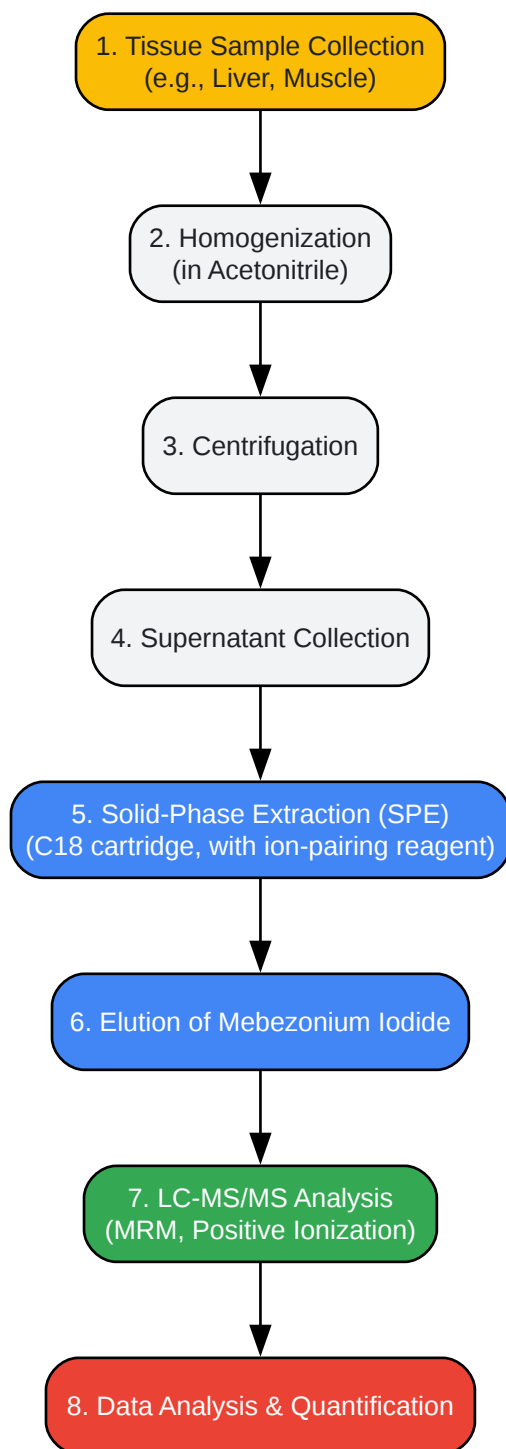 1. Tissue Sample Collection
(e.g., Liver, Muscle)
2. Homogenization
(in Acetonitrile)
3. Centrifugation
4. Supernatant Collection
5. Solid-Phase Extraction (SPE)
(C18 cartridge, with ion-pairing reagent)
6. Elution of Mebezonium Iodide
7. LC-MS/MS Analysis
(MRM, Positive Ionization)
8. Data Analysis & Quantification